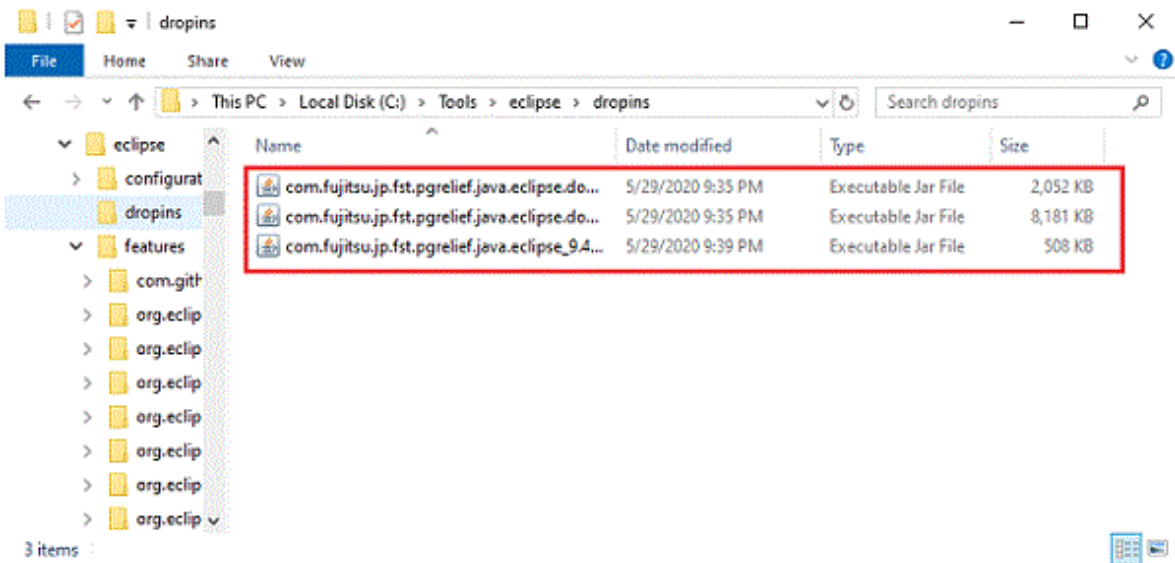 dropins
File Home Share View
This PC > Local Disk (C:) > Tools > eclipse > dropins Search dropins
eclipse
configurat
dropins
features
com.gith
org.eclip
org.eclip
org.eclip
org.eclip
org.eclip
org.eclip
org.eclip
Name Date modified Type Size
com.fujitsu.jp.fst.pgrelief.java.eclipse.do... 5/29/2020 9:35 PM Executable Jar File 2,052 KB
com.fujitsu.jp.fst.pgrelief.java.eclipse.do... 5/29/2020 9:35 PM Executable Jar File 8,181 KB
com.fujitsu.jp.fst.pgrelief.java.eclipse_9.4... 5/29/2020 9:39 PM Executable Jar File 508 KB
3 items